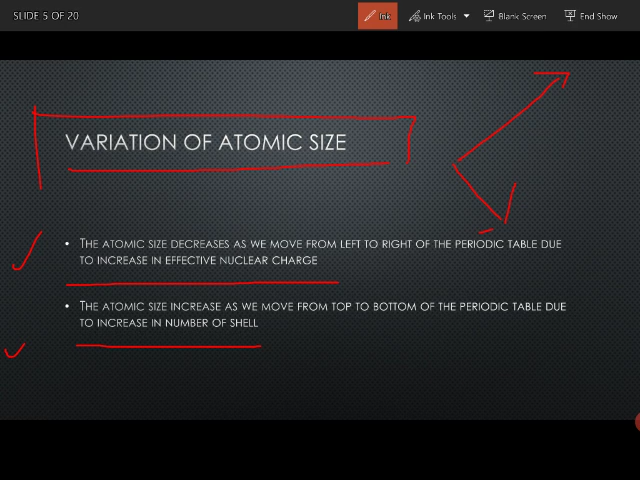 SLIDE 5 OF 20
Ink
Ink Tools
Blank Screen
End Show
VARIATION OF ATOMIC SIZE
• THE ATOMIC SIZE DECREASES AS WE MOVE FROM LEFT TO RIGHT OF THE PERIODIC TABLE DUE
TO INCREASE IN EFFECTIVE NUCLEAR CHARGE
• THE ATOMIC SIZE INCREASE AS WE MOVE FROM TOP TO BOTTOM OF THE PERIODIC TABLE DUE
TO INCREASE IN NUMBER OF SHELL